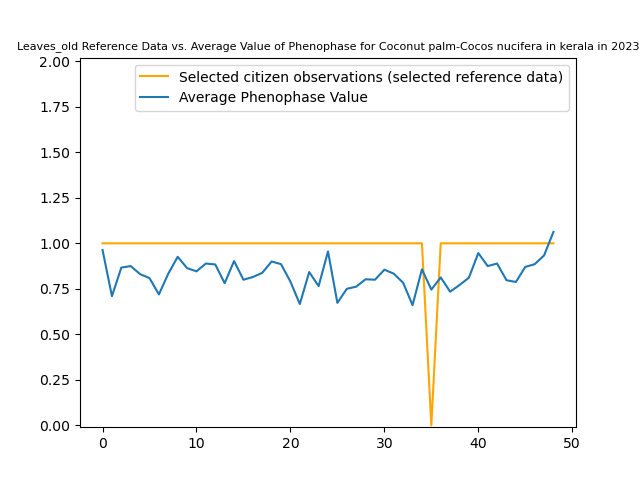 Leaves_old Reference Data vs. Average Value of Phenophase for Coconut palm-Cocos nucifera in kerala in 2023
Selected citizen observations (selected reference data)
Average Phenophase Value
2.00
1.75
1.50
1.25
1.00
0.75
0.50
0.25
0.00
0 10 20 30 40 50